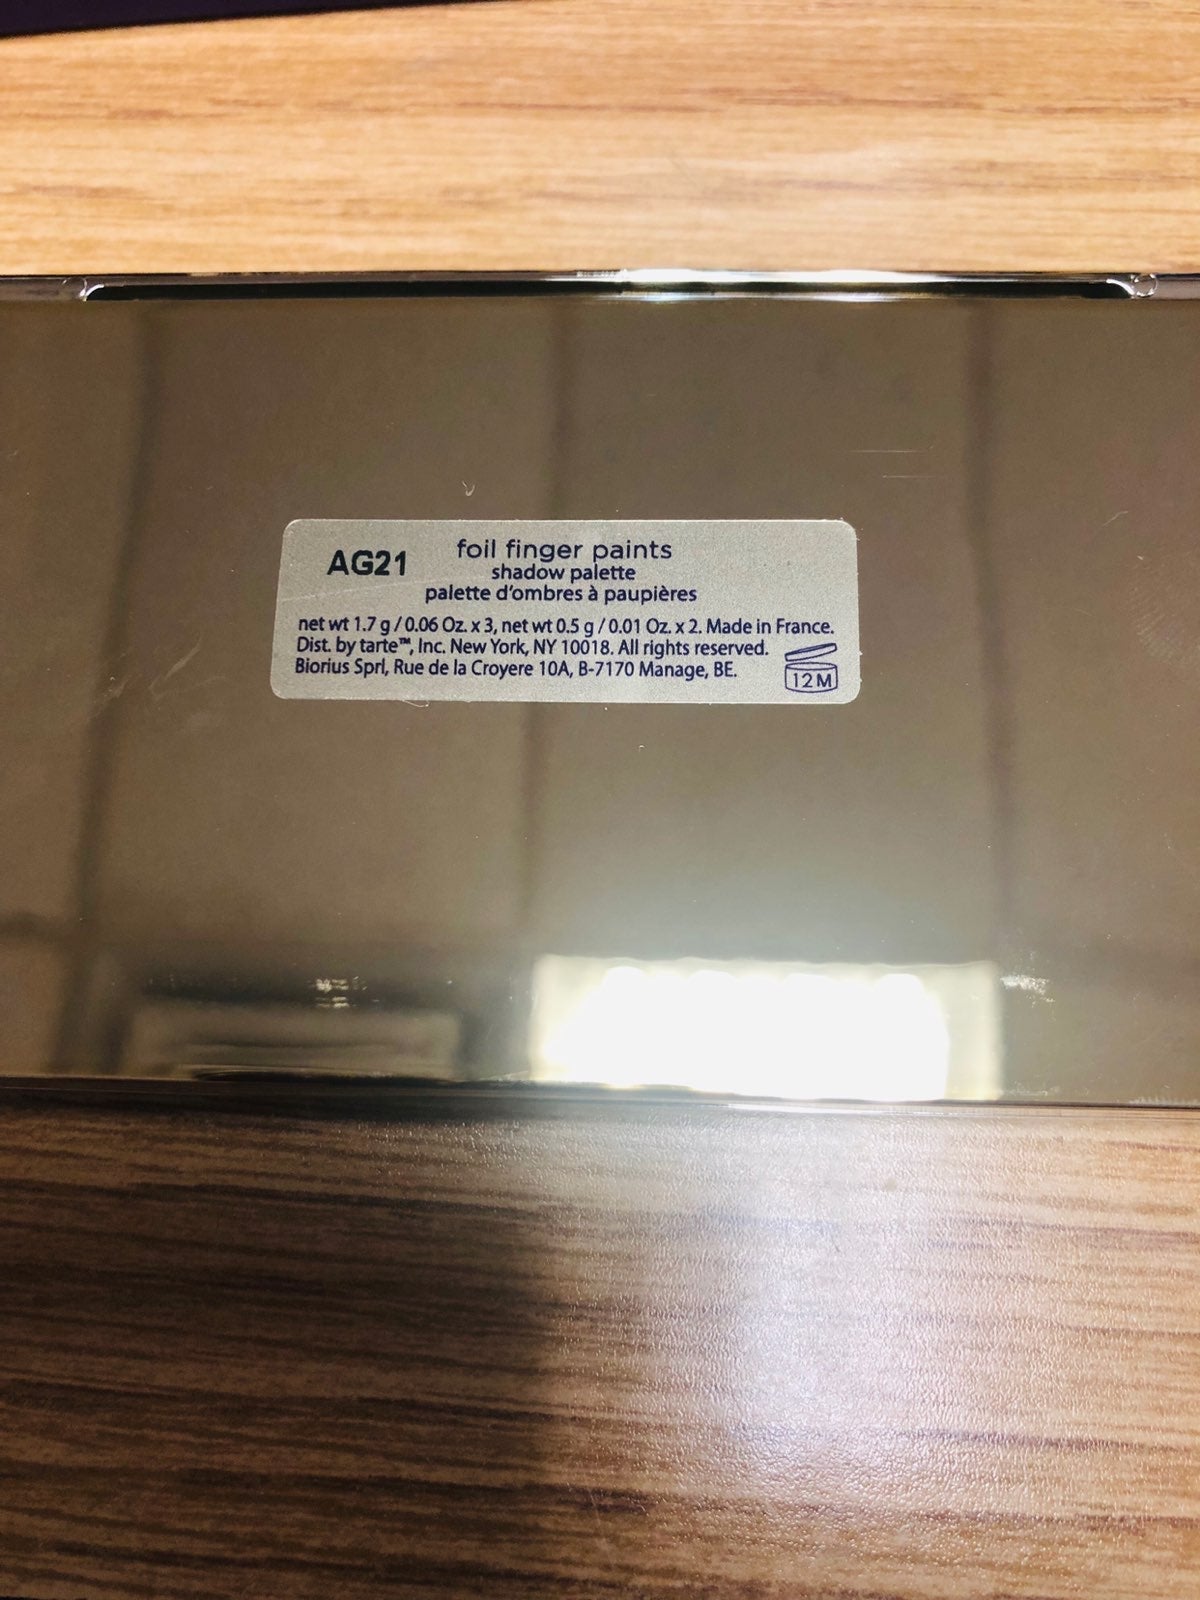 AG21
foil finger paints
shadow palette
palette d'ombres à paupières
net wt 1.7 g / 0.06 Oz. x 3, net wt 0.5 g / 0.01 Oz. x 2. Made in France.
Dist. by tarte™, Inc. New York, NY 10018. All rights reserved.
Biorius Sprl, Rue de la Croyere 10A, B-7170 Manage, BE.
12M